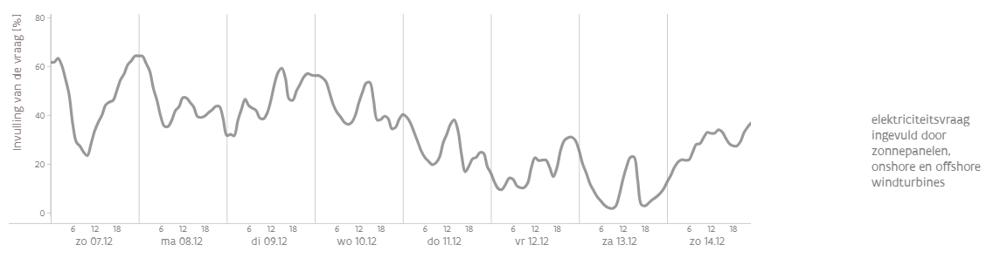 Invulling van de vraag [%]
80
60
40
20
0
6 12 18 6 12 18 6 12 18 6 12 18 6 12 18 6 12 18 6 12 18 6 12 18
zo 07.12 ma 08.12 di 09.12 wo 10.12 do 11.12 vr 12.12 za 13.12 zo 14.12
elektriciteitsvraag
ingevuld door
zonnepanelen,
onshore en offshore
windturbines